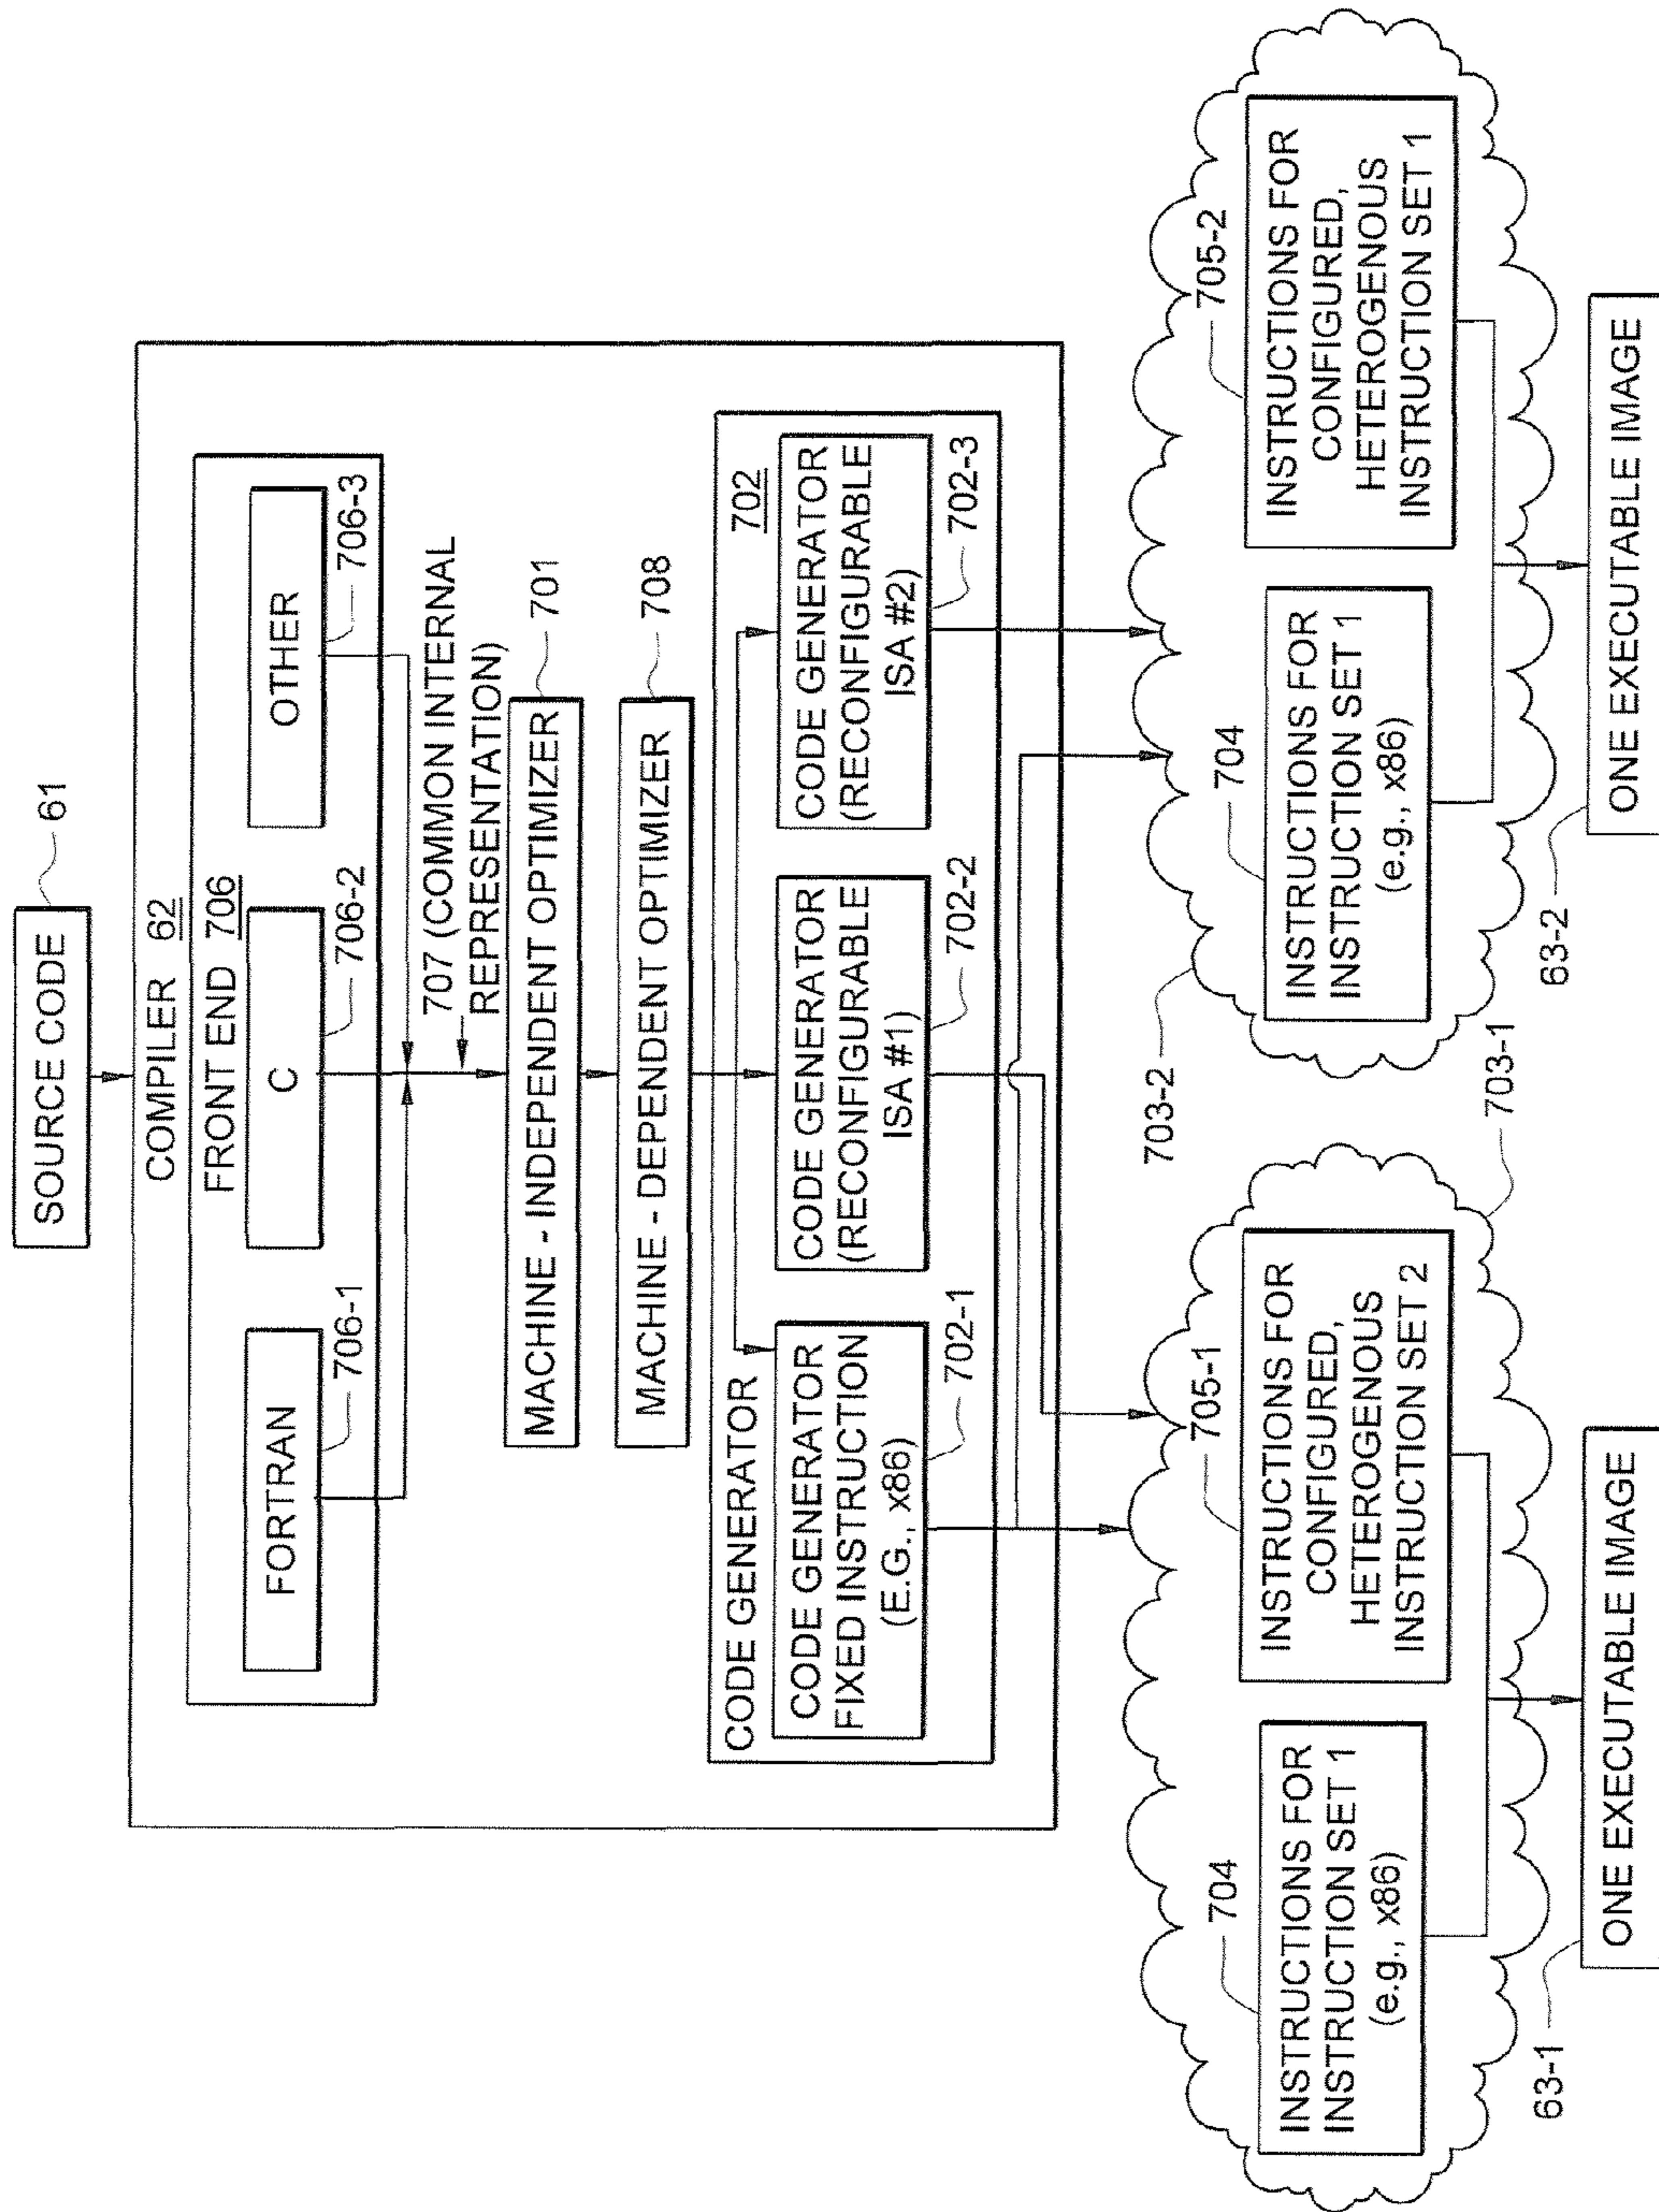 SOURCE CODE
61
COMPILER 62
FRONT END 706
FORTRAN
C
OTHER
706-1
706-2
706-3
707 (COMMON INTERNAL
REPRESENTATION)
MACHINE - INDEPENDENT OPTIMIZER
701
MACHINE - DEPENDENT OPTIMIZER
708
CODE GENERATOR
702
CODE GENERATOR
FIXED INSTRUCTION
(E.G., x86)
702-1
CODE GENERATOR
(RECONFIGURABLE
ISA #1)
702-2
CODE GENERATOR
(RECONFIGURABLE
ISA #2)
702-3
703-2
704
INSTRUCTIONS FOR
INSTRUCTION SET 1
(e.g., x86)
705-1
INSTRUCTIONS FOR
CONFIGURED,
HETEROGENOUS
INSTRUCTION SET 2
703-1
704
INSTRUCTIONS FOR
INSTRUCTION SET 1
(e.g., x86)
705-2
INSTRUCTIONS FOR
CONFIGURED,
HETEROGENOUS
INSTRUCTION SET 1
63-1
ONE EXECUTABLE IMAGE
63-2
ONE EXECUTABLE IMAGE